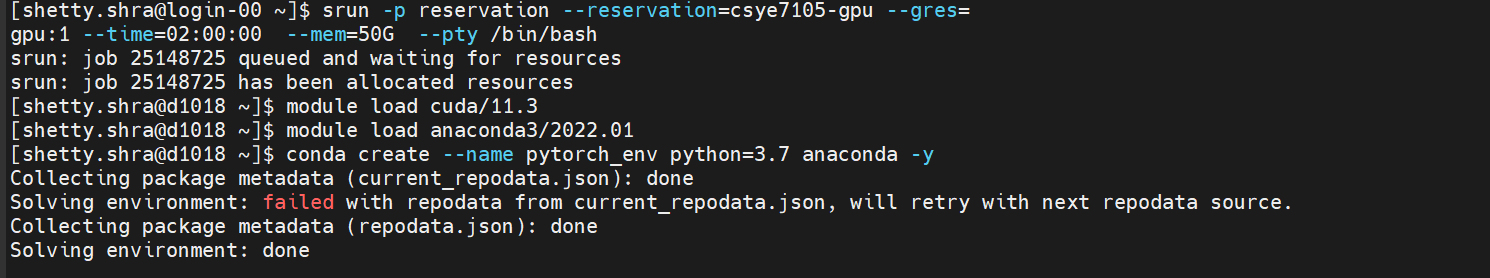 [shetty.shra@login-00 ~]$ srun -p reservation --reservation=csye7105-gpu --gres=
gpu:1 --time=02:00:00  --mem=50G  --pty /bin/bash
srun: job 25148725 queued and waiting for resources
srun: job 25148725 has been allocated resources
[shetty.shra@d1018 ~]$ module load cuda/11.3
[shetty.shra@d1018 ~]$ module load anaconda3/2022.01
[shetty.shra@d1018 ~]$ conda create --name pytorch_env python=3.7 anaconda -y
Collecting package metadata (current_repodata.json): done
Solving environment: failed with repodata from current_repodata.json, will retry with next repodata source.
Collecting package metadata (repodata.json): done
Solving environment: done